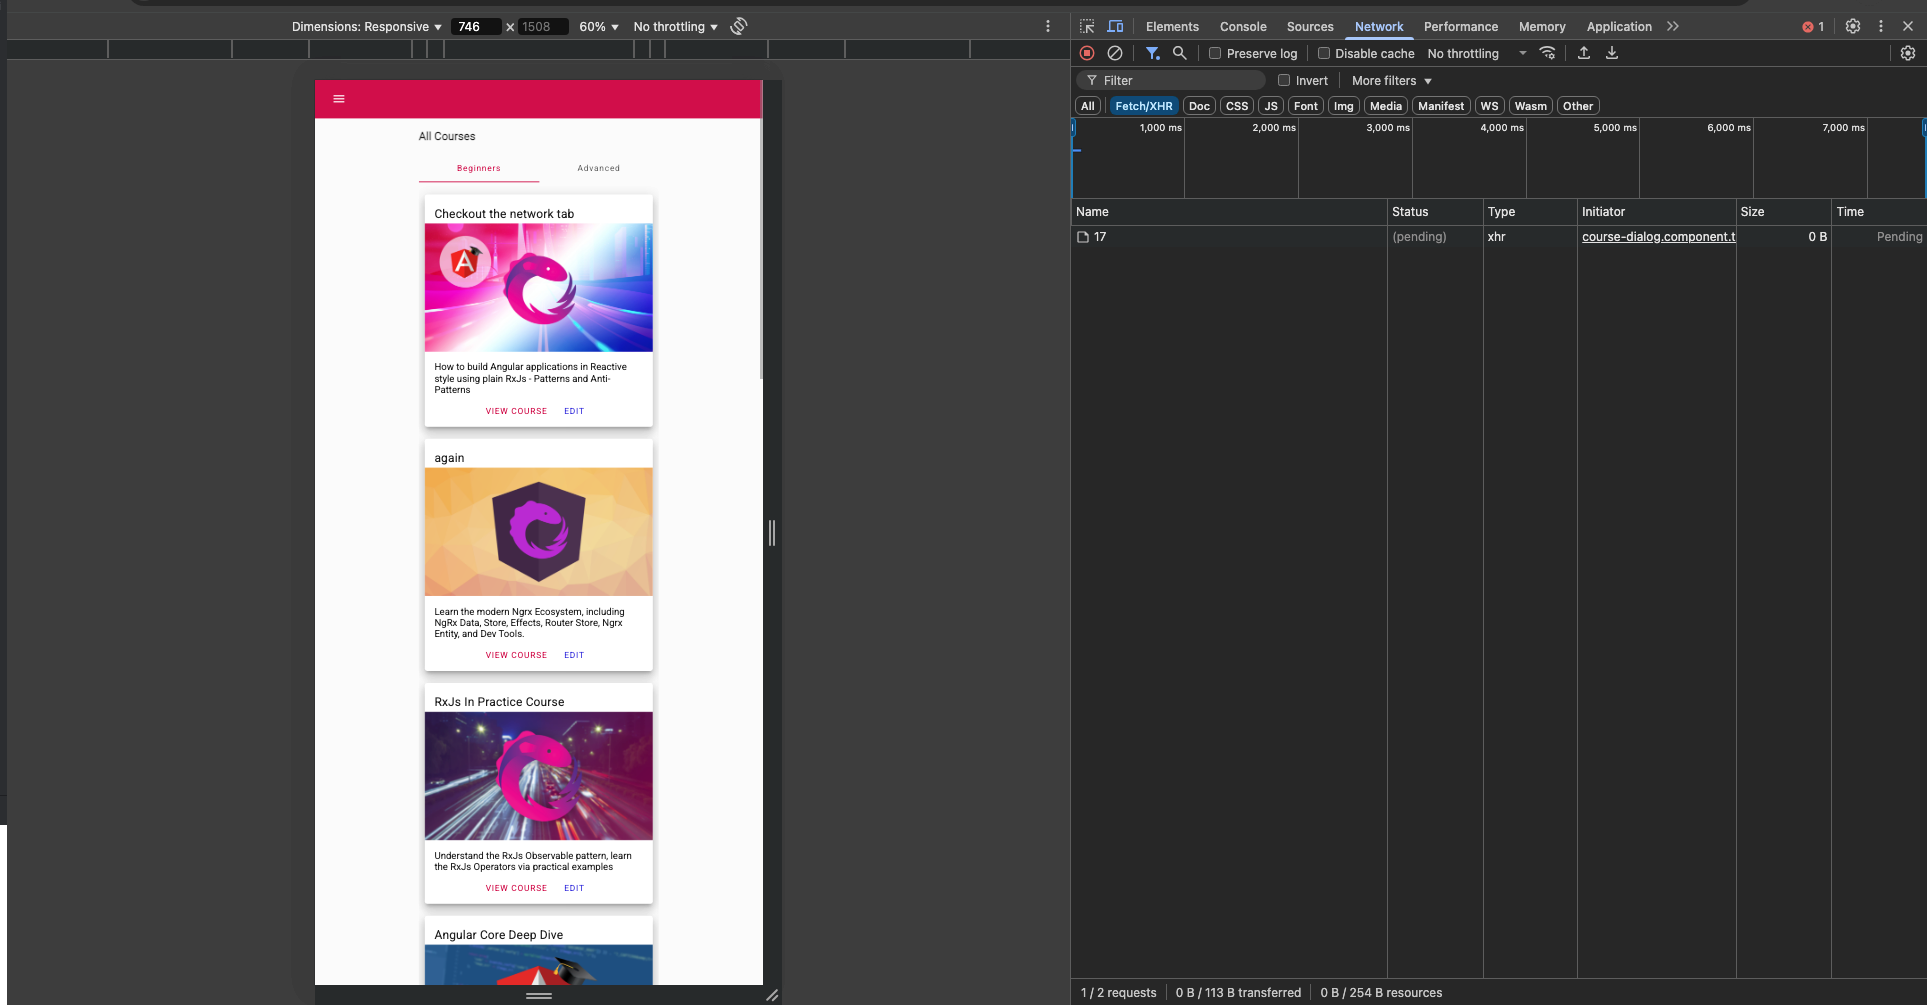 Dimensions: Responsive 746 x 1508 60% No throttling
All Courses
Beginners Advanced
Checkout the network tab
A
How to build Angular applications in Reactive
style using plain RxJs - Patterns and Anti-
Patterns
VIEW COURSE EDIT
again
Learn the modern Ngrx Ecosystem, including
NgRx Data, Store, Effects, Router Store, Ngrx
Entity, and Dev Tools.
VIEW COURSE EDIT
RxJs In Practice Course
Understand the RxJs Observable pattern, learn
the RxJs Operators via practical examples
VIEW COURSE EDIT
Angular Core Deep Dive
Elements Console Sources Network Performance Memory Application 1
Preserve log Disable cache No throttling
Filter Invert More filters
All Fetch/XHR Doc CSS JS Font Img Media Manifest WS Wasm Other
1,000 ms 2,000 ms 3,000 ms 4,000 ms 5,000 ms 6,000 ms 7,000 ms
Name Status Type Initiator Size Time
17 (pending) xhr course-dialog.component.t 0 B Pending
1 / 2 requests 0 B / 113 B transferred 0 B / 254 B resources